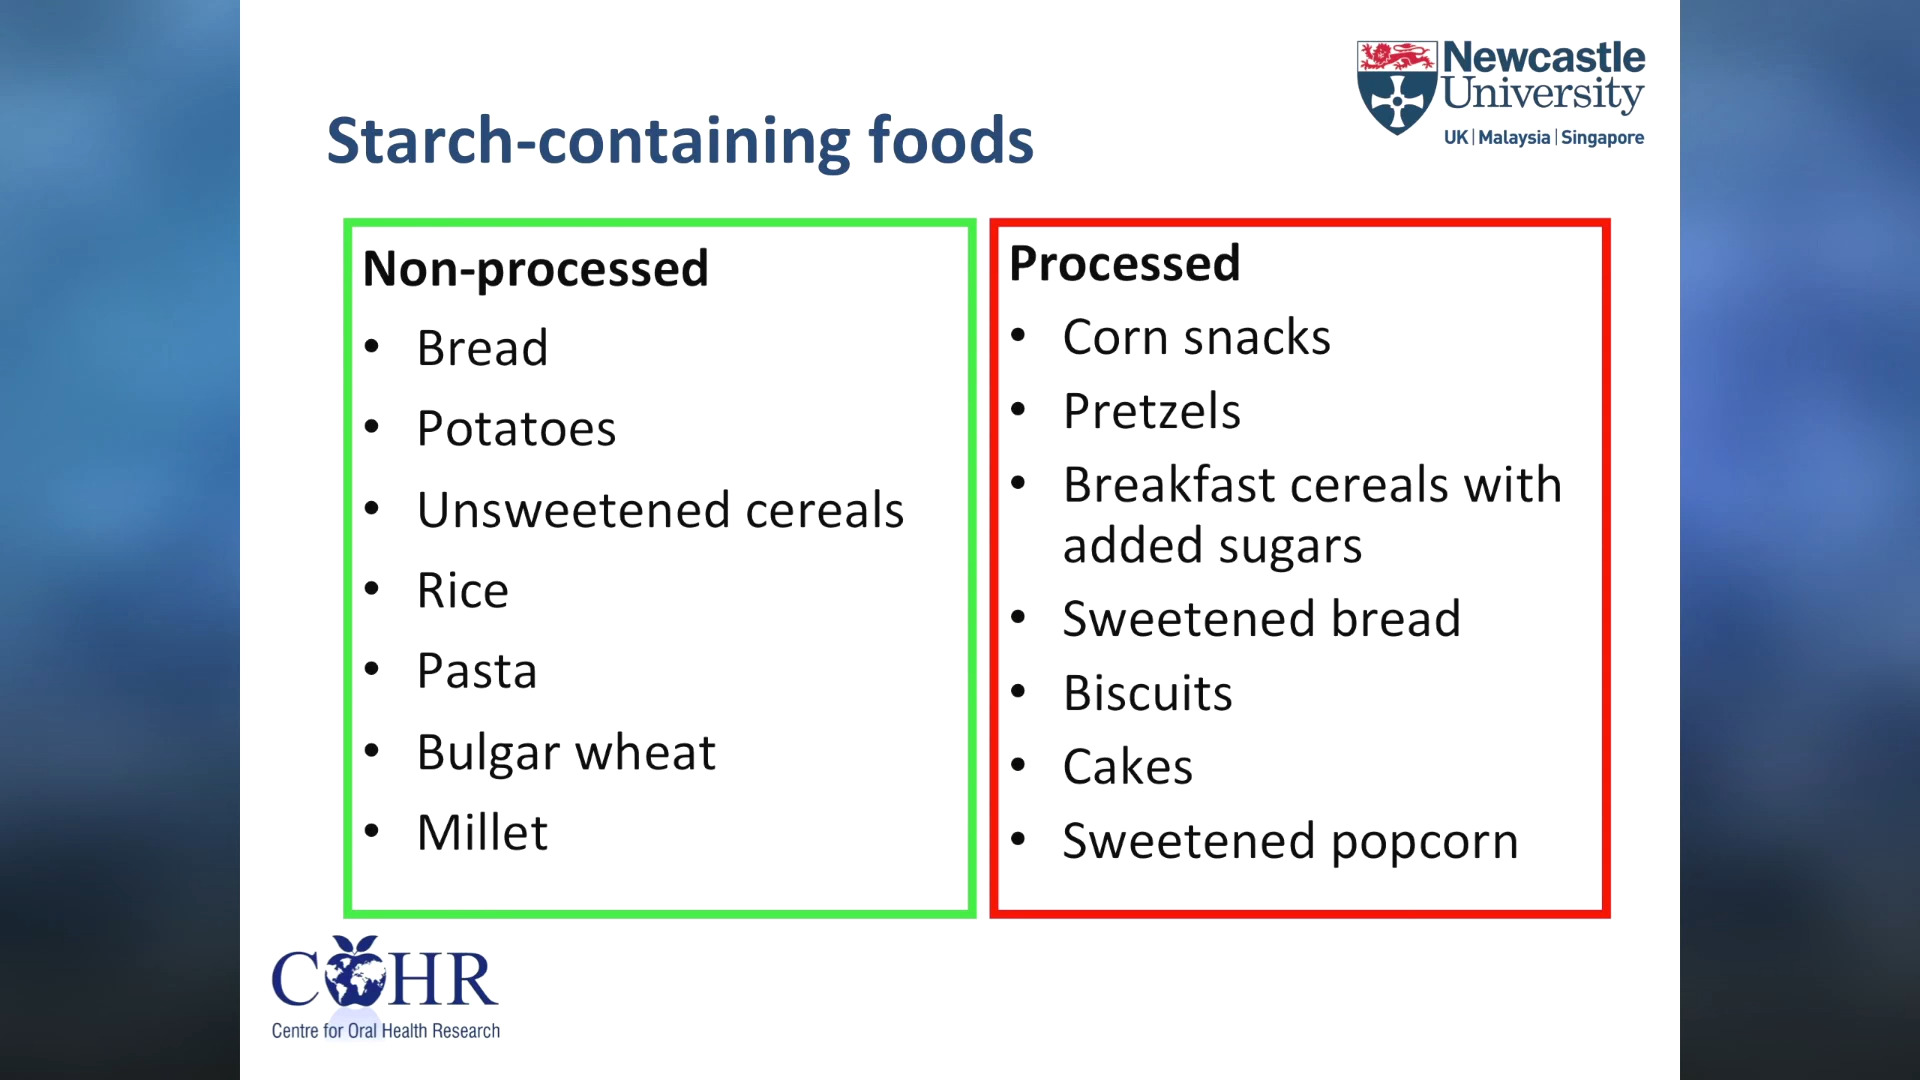 Newcastle
University
UK | Malaysia | Singapore
Starch-containing foods
Non-processed
• Bread
• Potatoes
• Unsweetened cereals
• Rice
• Pasta
• Bulgar wheat
• Millet
Processed
• Corn snacks
• Pretzels
• Breakfast cereals with
added sugars
• Sweetened bread
• Biscuits
• Cakes
• Sweetened popcorn
COHR
Centre for Oral Health Research